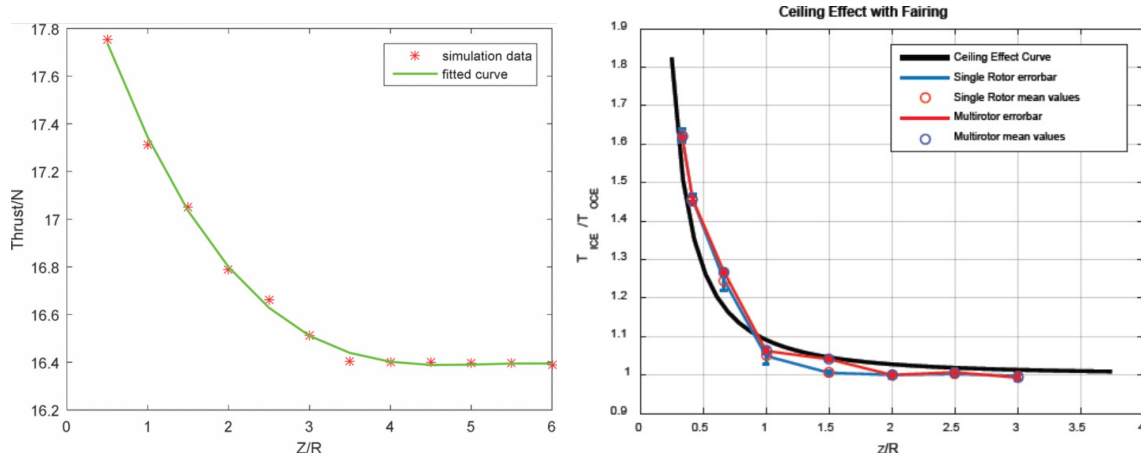 17.8
17.6
17.4
17.2
17
16.8
16.6
16.4
16.2
Thrust/N
0 1 2 3 4 5 6
Z/R
simulation data
fitted curve
Ceiling Effect with Fairing
1.9
1.8
1.7
1.6
1.5
1.4
1.3
1.2
1.1
1
0.9
T ICE /T OCE
0 0.5 1 1.5 2 2.5 3 3.5 4
z/R
Ceiling Effect Curve
Single Rotor errorbar
Single Rotor mean values
Multirotor errorbar
Multirotor mean values